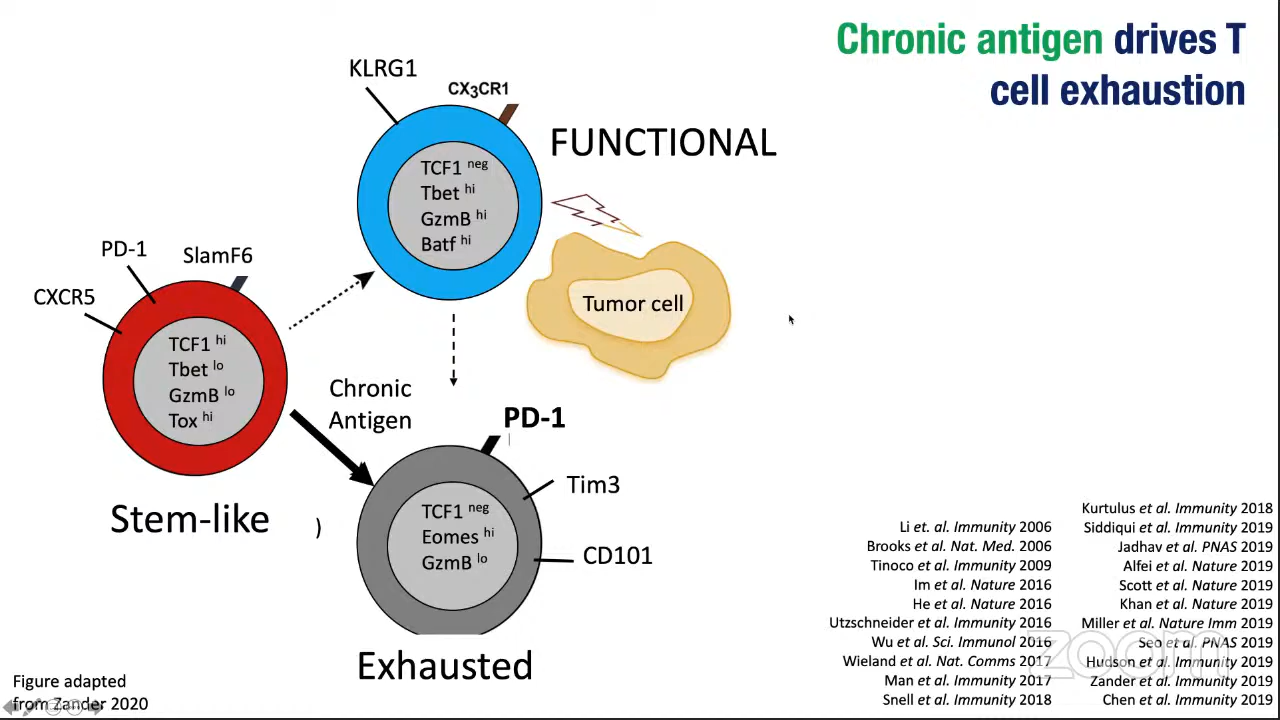 Chronic antigen drives T
cell exhaustion
KLRG1
CX3CR1
FUNCTIONAL
TCF1 neg
Tbet hi
GzmB hi
Batf hi
Tumor cell
PD-1
SlamF6
CXCR5
TCF1 hi
Tbet lo
GzmB lo
Tox hi
Stem-like
)
Chronic
Antigen
PD-1
Tim3
CD101
TCF1 neg
Eomes hi
GzmB lo
Exhausted
Li et. al. Immunity 2006
Brooks et al. Nat. Med. 2006
Tinoco et al. Immunity 2009
Im et al. Nature 2016
He et al. Nature 2016
Utzschneider et al. Immunity 2016
Wu et al. Sci. Immunol 2016
Wieland et al. Nat. Comms 2017
Man et al. Immunity 2017
Snell et al. Immunity 2018
Kurtulus et al. Immunity 2018
Siddiqui et al. Immunity 2019
Jadhav et al. PNAS 2019
Alfei et al. Nature 2019
Scott et al. Nature 2019
Khan et al. Nature 2019
Miller et al. Nature Imm 2019
Seo et al. PNAS 2019
Hudson et al. Immunity 2019
Zander et al. Immunity 2019
Chen et al. Immunity 2019
zoom
Figure adapted
from Zander 2020